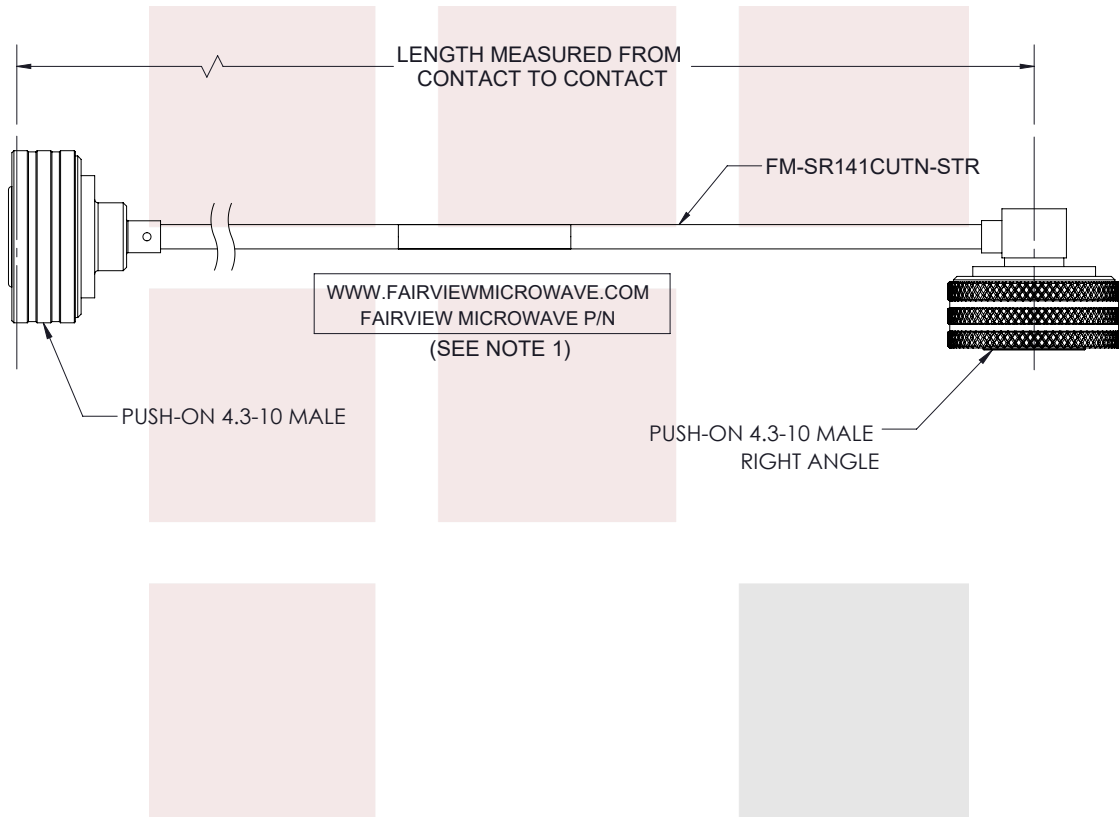 LENGTH MEASURED FROM
CONTACT TO CONTACT
FM-SR141CUTN-STR
WWW.FAIRVIEWMICROWAVE.COM
FAIRVIEW MICROWAVE P/N
(SEE NOTE 1)
PUSH-ON 4.3-10 MALE
PUSH-ON 4.3-10 MALE
RIGHT ANGLE